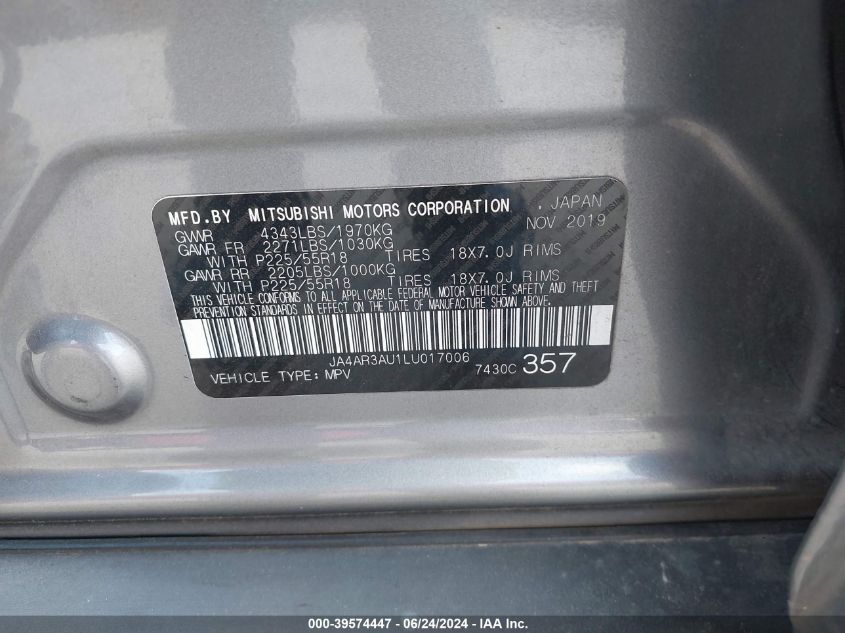 MFD.BY MITSUBISHI MOTORS CORPORATION , JAPAN
NOV 2019
GVWR 4343LBS/1970KG
GAWR FR 2271LBS/1030KG
WITH P225/55R18 TIRES 18X7.0J RIMS
GAWR RR 2205LBS/1000KG
WITH P225/55R18 TIRES 18X7.0J RIMS
THIS VEHICLE CONFORMS TO ALL APPLICABLE FEDERAL MOTOR VEHICLE SAFETY AND THEFT
PREVENTION STANDARDS IN EFFECT ON THE DATE OF MANUFACTURE SHOWN ABOVE.
JA4AR3AU1LU017006
VEHICLE TYPE: MPV 7430C 357
000-39574447 - 06/24/2024 - IAA Inc.